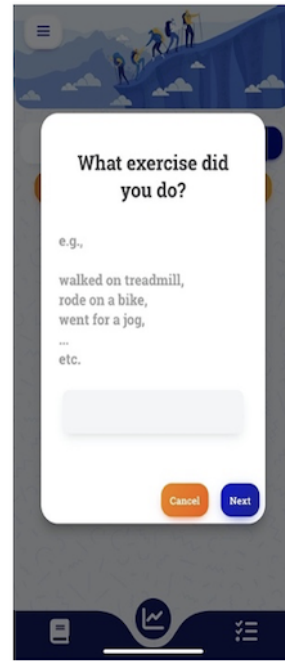 What exercise did
you do?
e.g.,
walked on treadmill,
rode on a bike,
went for a jog,
...
etc.
Cancel
Next